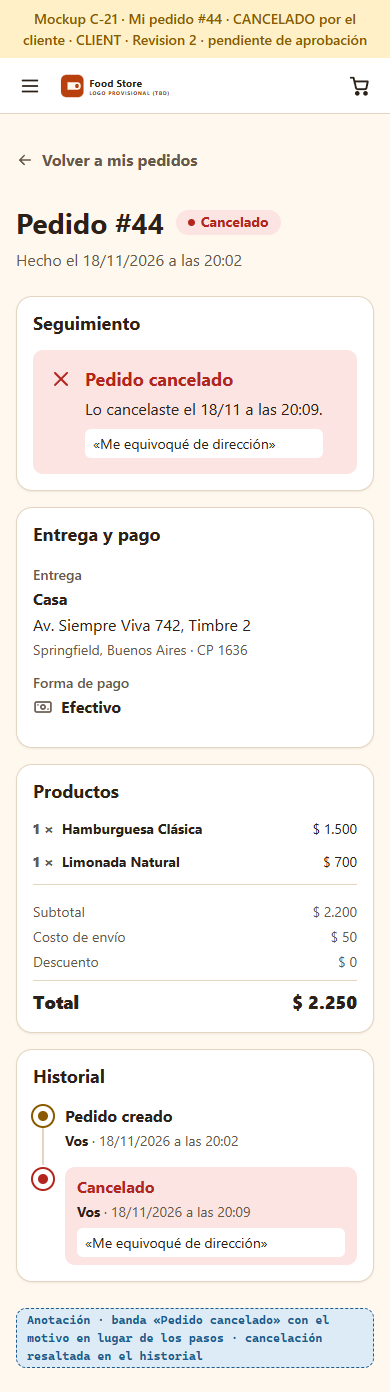 Mockup C-21 · Mi pedido #44 · CANCELADO por el
cliente · CLIENT · Revision 2 · pendiente de aprobación
Food Store
LOGO PROVISIONAL (TBD)
← Volver a mis pedidos
Pedido #44
Cancelado
Hecho el 18/11/2026 a las 20:02
Seguimiento
Pedido cancelado
Lo cancelaste el 18/11 a las 20:09.
«Me equivoqué de dirección»
Entrega y pago
Entrega
Casa
Av. Siempre Viva 742, Timbre 2
Springfield, Buenos Aires · CP 1636
Forma de pago
Efectivo
Productos
1 × Hamburguesa Clásica $ 1.500
1 × Limonada Natural $ 700
Subtotal $ 2.200
Costo de envío $ 50
Descuento $ 0
Total $ 2.250
Historial
Pedido creado
Vos · 18/11/2026 a las 20:02
Cancelado
Vos · 18/11/2026 a las 20:09
«Me equivoqué de dirección»
Anotación · banda «Pedido cancelado» con el
motivo en lugar de los pasos · cancelación
resaltada en el historial